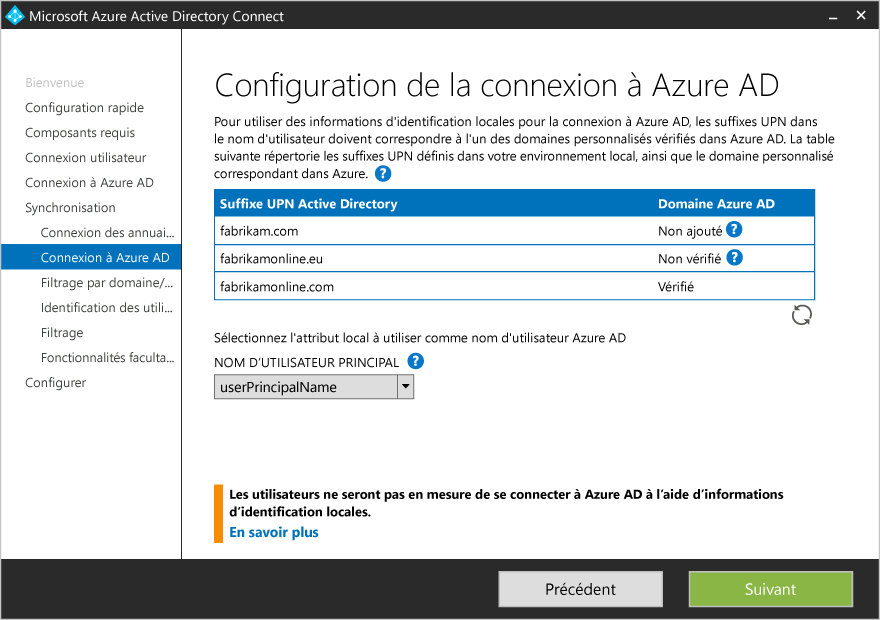 Microsoft Azure Active Directory Connect
Bienvenue
Configuration rapide
Composants requis
Connexion utilisateur
Connexion à Azure AD
Synchronisation
Connexion des annuai...
Connexion à Azure AD
Filtrage par domaine/...
Identification des utili...
Filtrage
Fonctionnalités faculta...
Configurer
Configuration de la connexion à Azure AD
Pour utiliser des informations d'identification locales pour la connexion à Azure AD, les suffixes UPN dans
le nom d'utilisateur doivent correspondre à l'un des domaines personnalisés vérifiés dans Azure AD. La table
suivante répertorie les suffixes UPN définis dans votre environnement local, ainsi que le domaine personnalisé
correspondant dans Azure. ?
Suffixe UPN Active Directory Domaine Azure AD
fabrikam.com Non ajouté ?
fabrikamonline.eu Non vérifié ?
fabrikamonline.com Vérifié
Sélectionnez l'attribut local à utiliser comme nom d'utilisateur Azure AD
NOM D'UTILISATEUR PRINCIPAL ?
userPrincipalName
Les utilisateurs ne seront pas en mesure de se connecter à Azure AD à l'aide d'informations
d'identification locales.
En savoir plus
Précédent Suivant